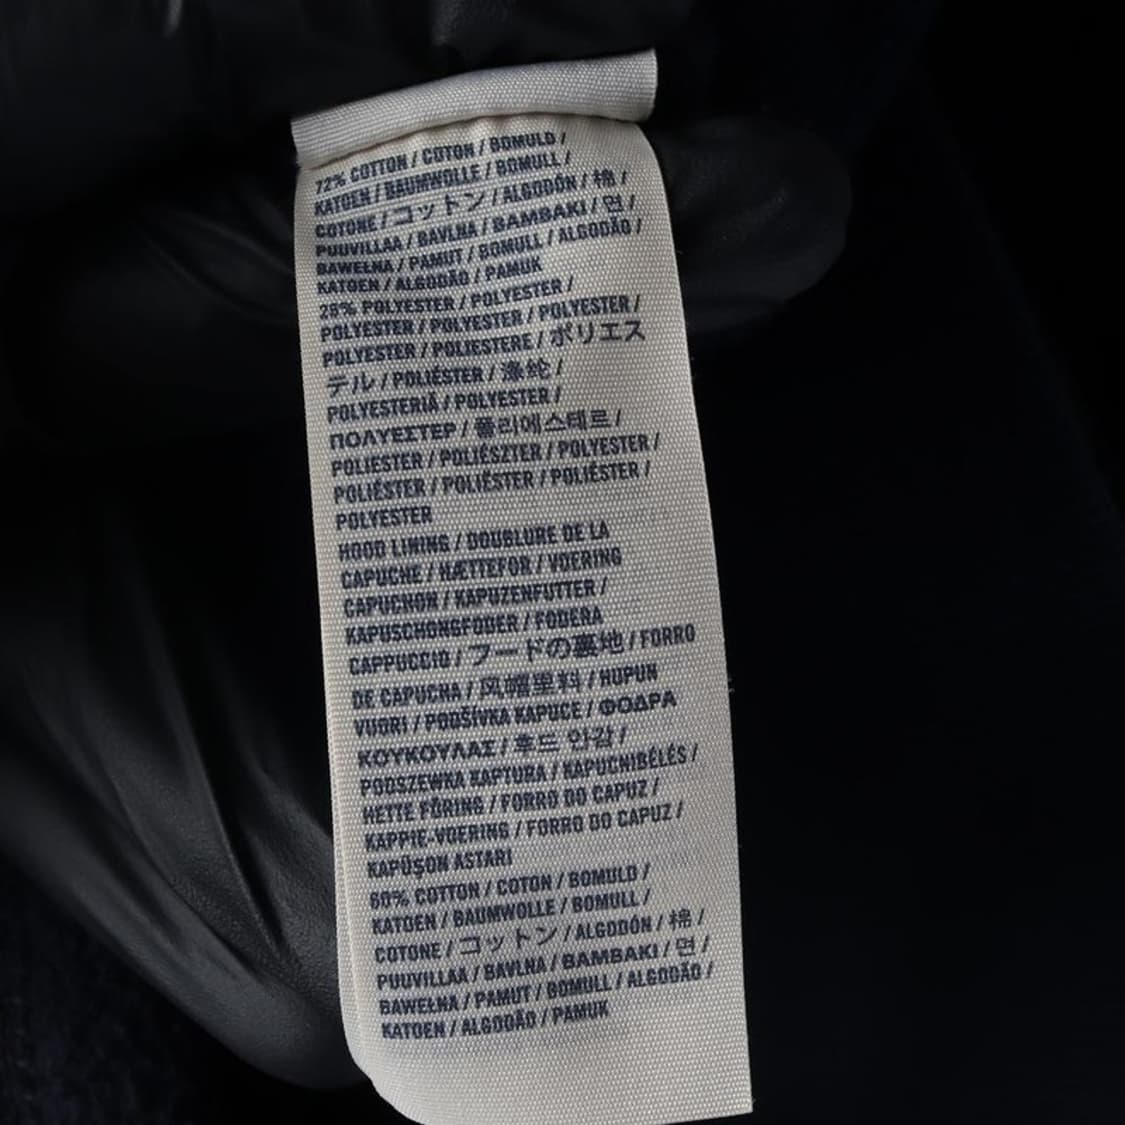 72% COTTON / COTON / BOMULD /
KATOEN / BAUMWOLLE / BOMULL /
COTONE / コットン / ALGODÓN / 棉 /
PUUVILLAA / BAVLNA / BAMBAKI / 면 /
BAWEŁNA / PAMUT / BOMULL / ALGODÃO /
KATOEN / ALGODÃO / PAMUK
28% POLYESTER / POLYESTER /
POLYESTER / POLYESTER / POLYESTER /
POLYESTER / POLIESTERE / ポリエス
テル / POLIÉSTER / 涤纶 /
POLYESTERIÄ / POLYESTER /
ΠΟΛΥΕΣΤΕΡ / 폴리에스테르 /
POLIESTER / POLIÉSZTER / POLYESTER /
POLIÉSTER / POLIÉSTER / POLIÉSTER /
POLYESTER
HOOD LINING / DOUBLURE DE LA
CAPUCHE / HÆTTEFOR / VOERING
CAPUCHON / KAPUZENFUTTER /
KAPUSCHONGFODER / FODERA
CAPPUCCIO / フードの裏地 / FORRO
DE CAPUCHA / 风帽里料 / HUPUN
VUORI / PODŠÍVKA KAPUCE / ΦΟΔΡΑ
ΚΟΥΚΟΥΛΑΣ / 후드 안감 /
PODSZEWKA KAPTURA / KAPUCNIBÉLÉS /
HETTE FÔRING / FORRO DO CAPUZ /
KAPPIE-VOERING / FORRO DO CAPUZ /
KAPÜŞON ASTARI
60% COTTON / COTON / BOMULD /
KATOEN / BAUMWOLLE / BOMULL /
COTONE / コットン / ALGODÓN / 棉 /
PUUVILLAA / BAVLNA / BAMBAKI / 면 /
BAWEŁNA / PAMUT / BOMULL / ALGODÃO /
KATOEN / ALGODÃO / PAMUK